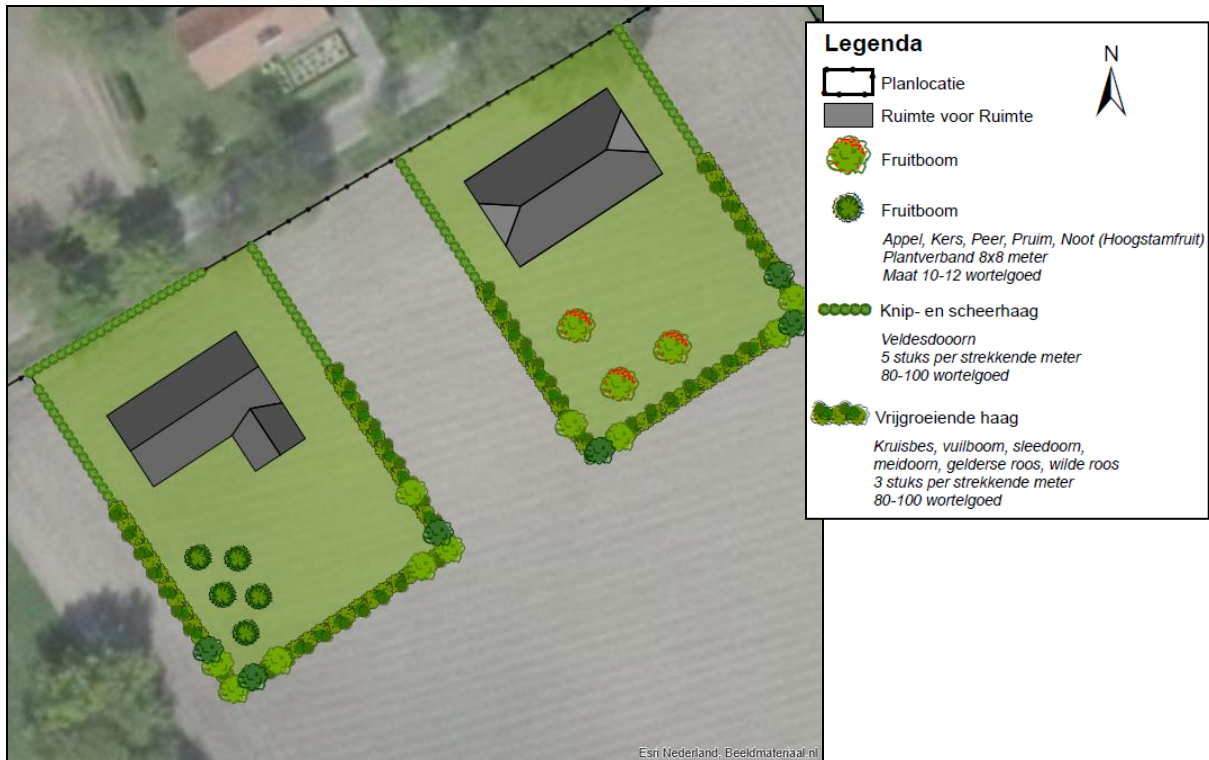 Legenda
N
Planlocatie
Ruimte voor Ruimte
Fruitboom
Fruitboom
Appel, Kers, Peer, Pruim, Noot (Hoogstamfruit)
Plantverband 8x8 meter
Maat 10-12 wortelgoed
Knip- en scheerhaag
Veldesdooorn
5 stuks per strekkende meter
80-100 wortelgoed
Vrijgroeiende haag
Kruisbes, vuilboom, sleedoorn,
meidoorn, gelderse roos, wilde roos
3 stuks per strekkende meter
80-100 wortelgoed
Esri Nederland, Beeldmateriaal.nl